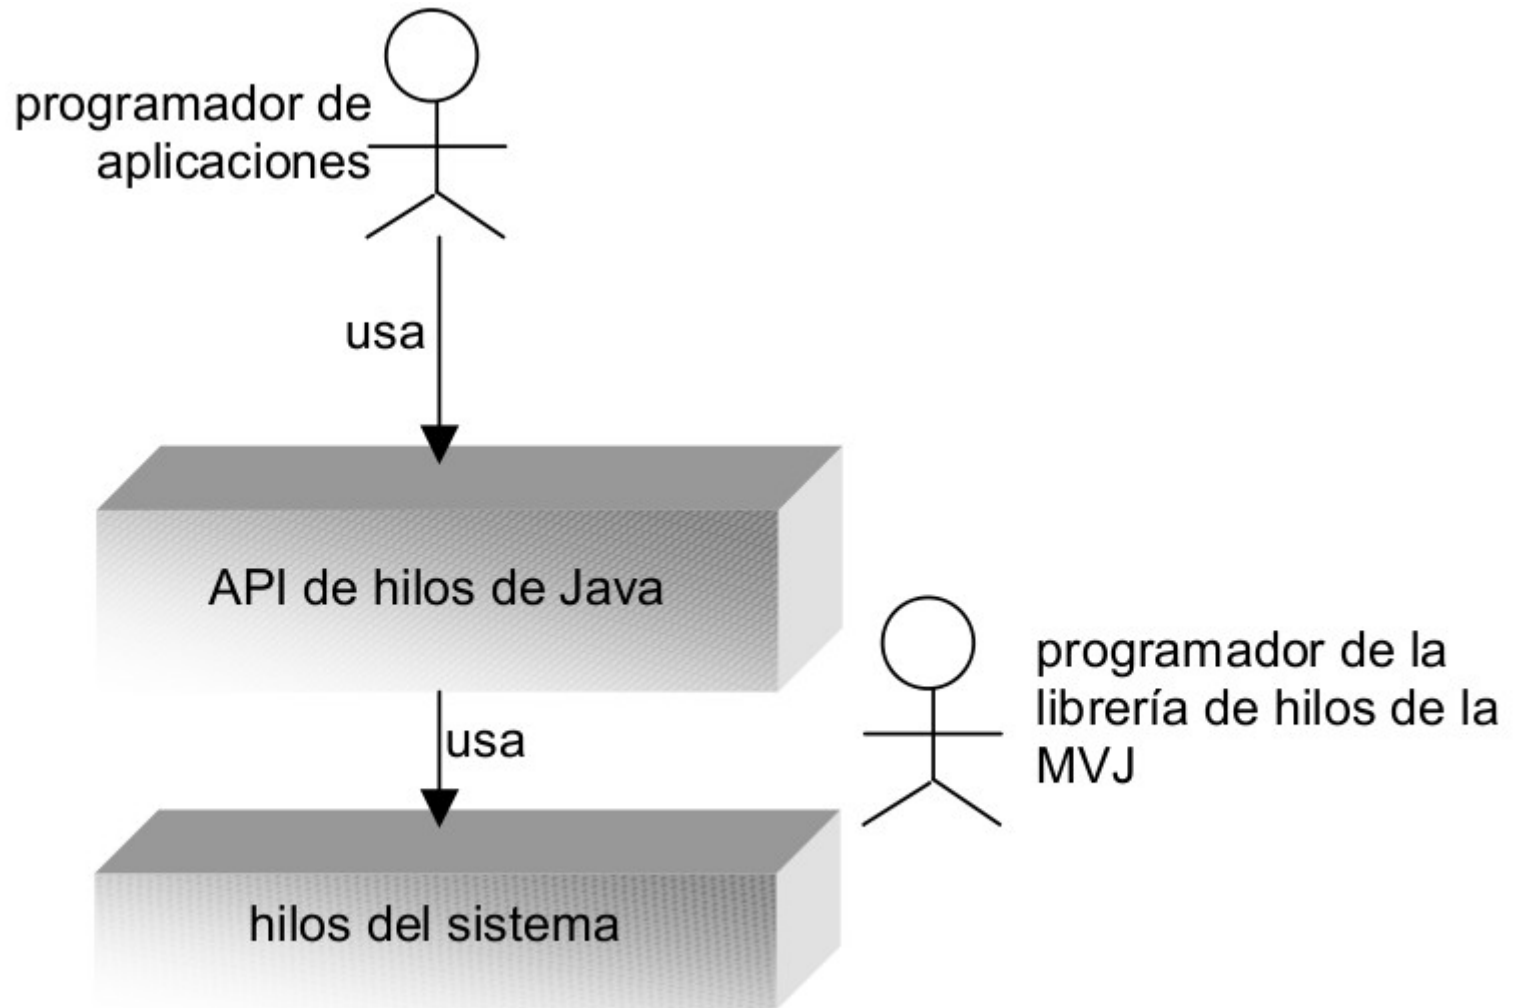 programador de
aplicaciones
usa
API de hilos de Java
programador de la
librería de hilos de la
MVJ
usa
hilos del sistema